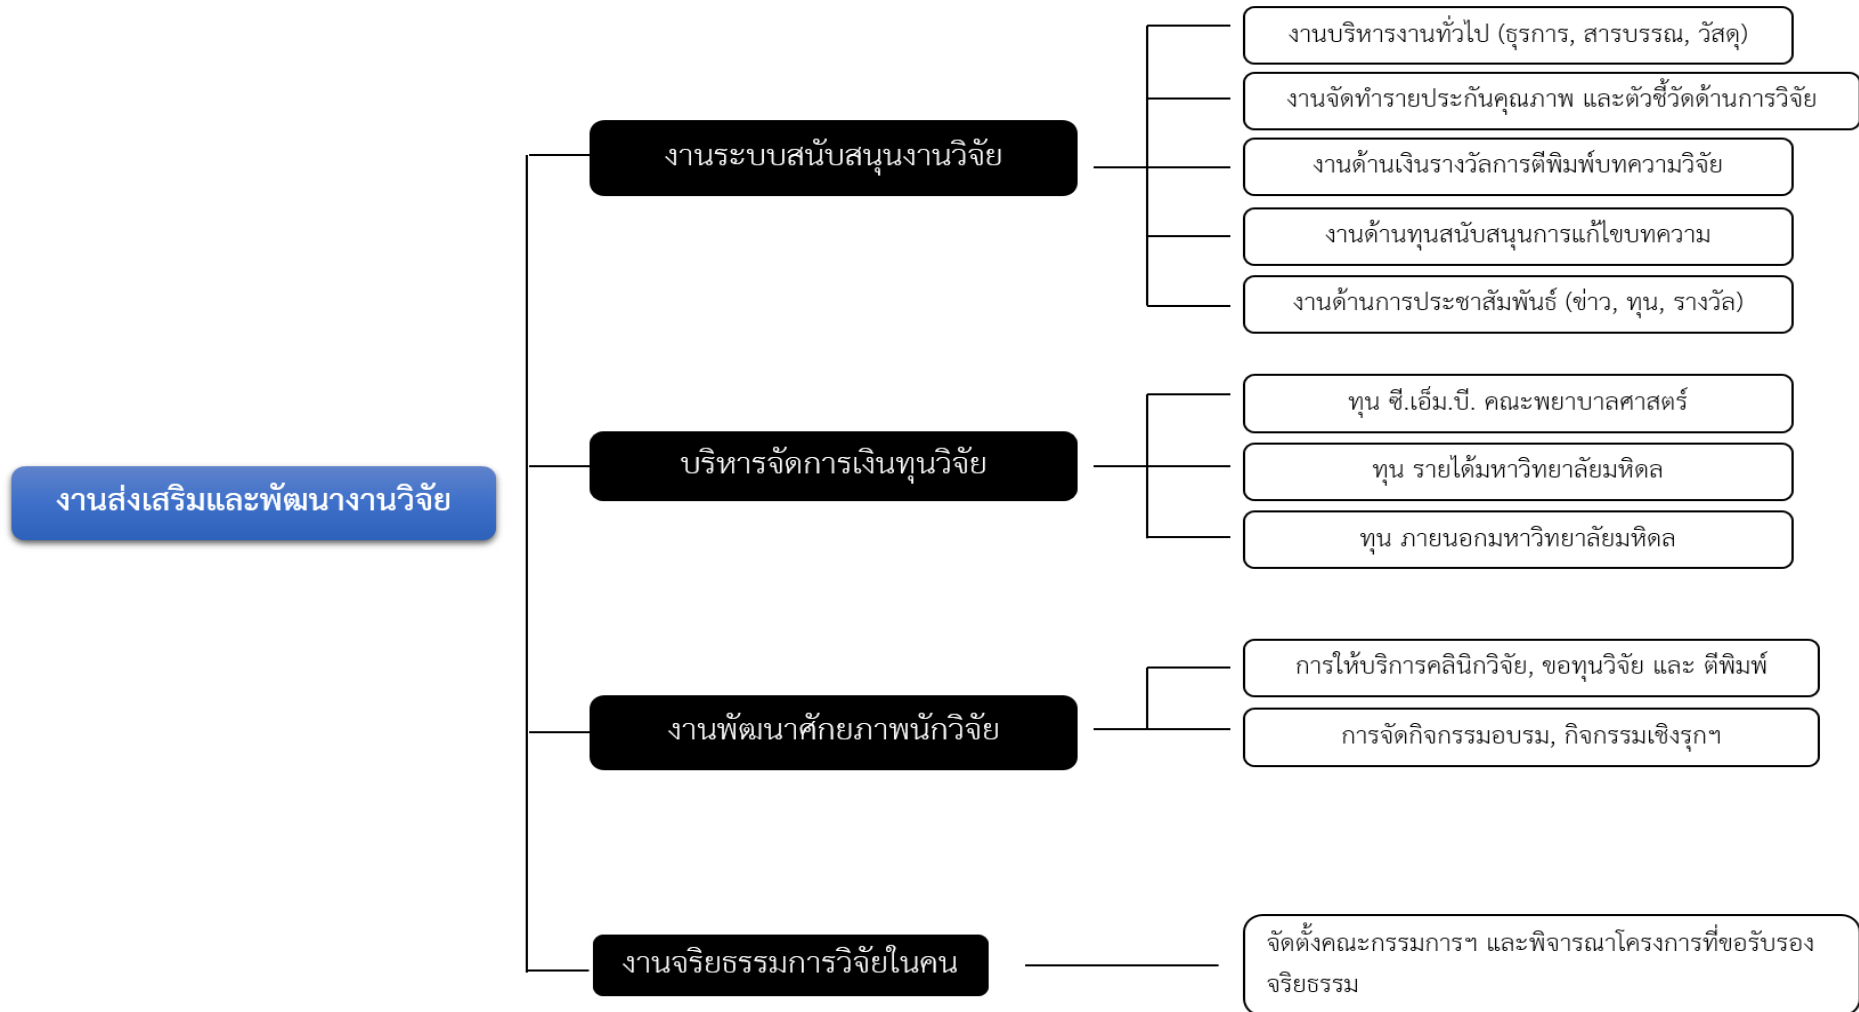 งานส่งเสริมและพัฒนางานวิจัย
งานระบบสนับสนุนงานวิจัย
งานบริหารงานทั่วไป (ธุรการ, สารบรรณ, วัสดุ)
งานจัดทำรายประกันคุณภาพ และตัวชี้วัดด้านการวิจัย
งานด้านเงินรางวัลการตีพิมพ์บทความวิจัย
งานด้านทุนสนับสนุนการแก้ไขบทความ
งานด้านการประชาสัมพันธ์ (ข่าว, ทุน, รางวัล)
บริหารจัดการเงินทุนวิจัย
ทุน ซี.เอ็ม.บี. คณะพยาบาลศาสตร์
ทุน รายได้มหาวิทยาลัยมหิดล
ทุน ภายนอกมหาวิทยาลัยมหิดล
งานพัฒนาศักยภาพนักวิจัย
การให้บริการคลินิกวิจัย, ขอทุนวิจัย และ ตีพิมพ์
การจัดกิจกรรมอบรม, กิจกรรมเชิงรุกฯ
งานจริยธรรมการวิจัยในคน
จัดตั้งคณะกรรมการฯ และพิจารณาโครงการที่ขอรับรอง
จริยธรรม